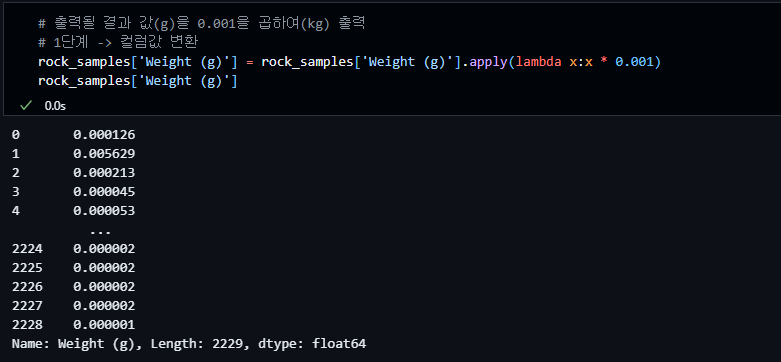 # 출력될 결과 값(g)을 0.001을 곱하여(kg) 출력
# 1단계 -> 컬럼값 변환
rock_samples['Weight (g)'] = rock_samples['Weight (g)'].apply(lambda x:x * 0.001)
rock_samples['Weight (g)']
✓ 0.0s
0       0.000126
1       0.005629
2       0.000213
3       0.000045
4       0.000053
          ...
2224    0.000002
2225    0.000002
2226    0.000002
2227    0.000002
2228    0.000001
Name: Weight (g), Length: 2229, dtype: float64